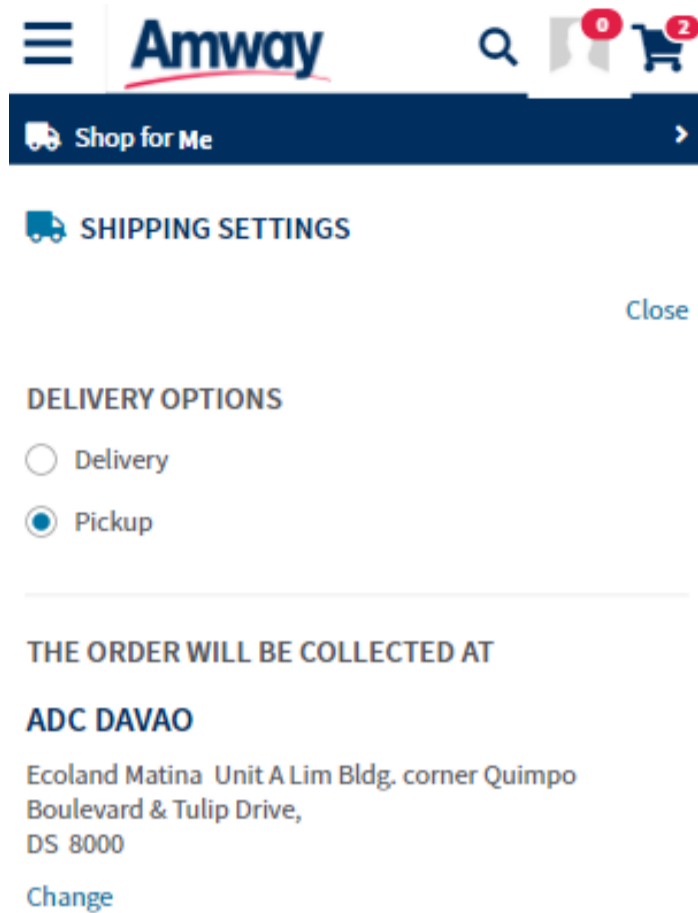 Amway
0
2
Shop for Me
SHIPPING SETTINGS
Close
DELIVERY OPTIONS
Delivery
Pickup
THE ORDER WILL BE COLLECTED AT
ADC DAVAO
Ecoland Matina Unit A Lim Bldg. corner Quimpo
Boulevard & Tulip Drive,
DS 8000
Change